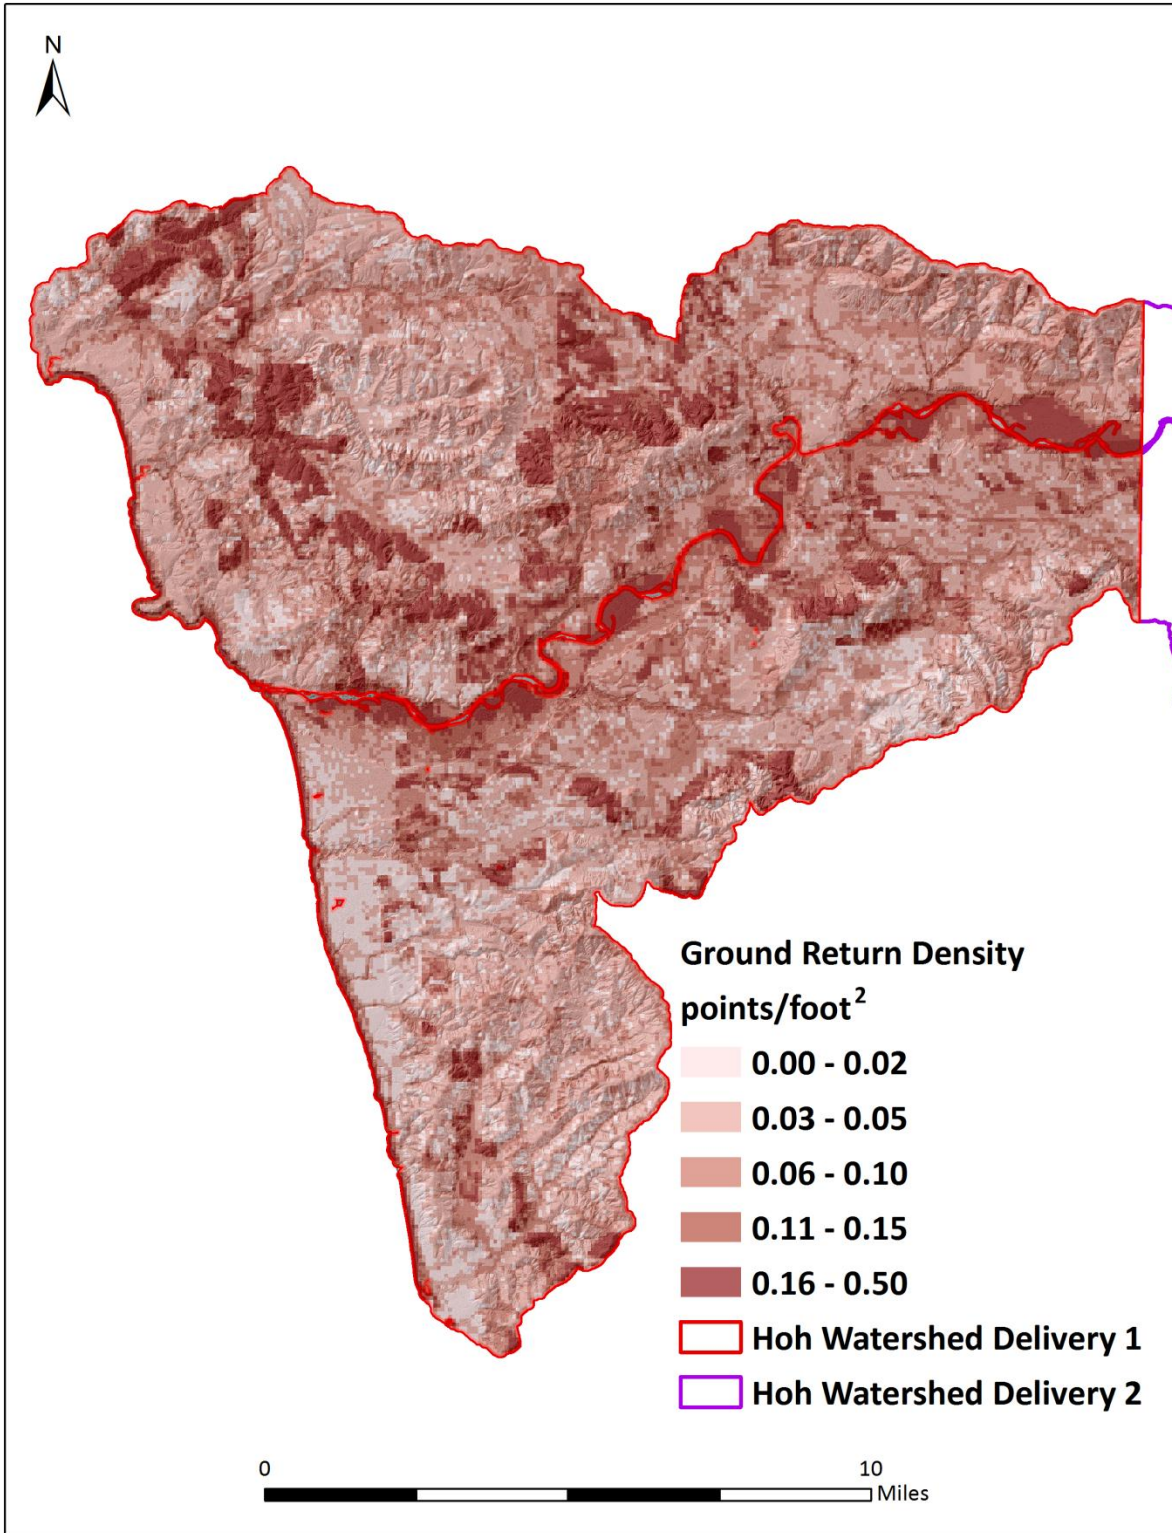 N
Ground Return Density
points/foot²
0.00 - 0.02
0.03 - 0.05
0.06 - 0.10
0.11 - 0.15
0.16 - 0.50
Hoh Watershed Delivery 1
Hoh Watershed Delivery 2
0 10
Miles